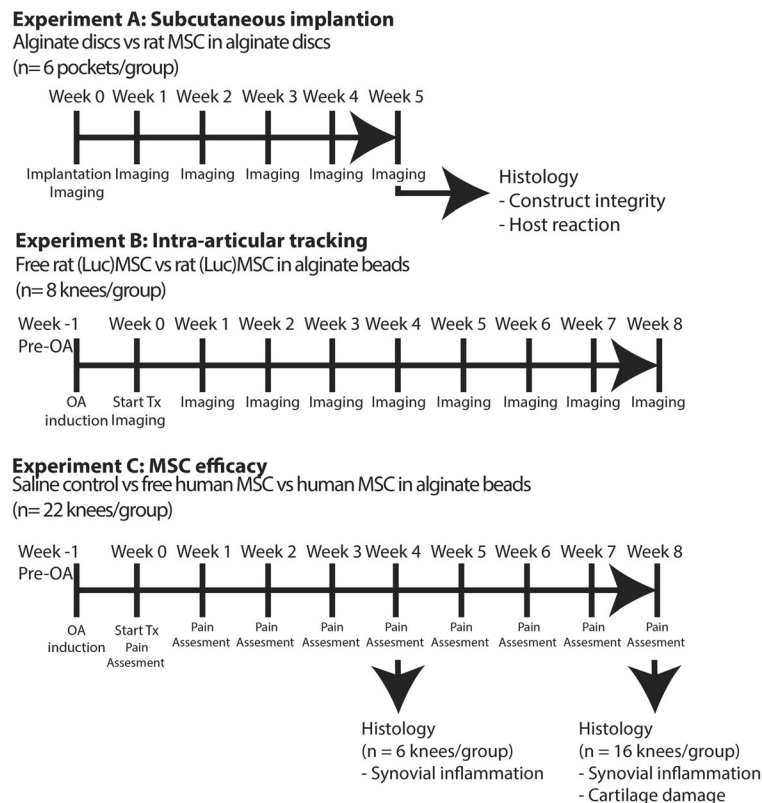 Experiment A: Subcutaneous implantion
Alginate discs vs rat MSC in alginate discs
(n= 6 pockets/group)
Week 0 Week 1 Week 2 Week 3 Week 4 Week 5
Implantation Imaging Imaging Imaging Imaging Imaging
Imaging
Histology
- Construct integrity
- Host reaction
Experiment B: Intra-articular tracking
Free rat (Luc)MSC vs rat (Luc)MSC in alginate beads
(n= 8 knees/group)
Week -1 Week 0 Week 1 Week 2 Week 3 Week 4 Week 5 Week 6 Week 7 Week 8
Pre-OA
OA Start Tx Imaging Imaging Imaging Imaging Imaging Imaging Imaging Imaging
induction Imaging
Experiment C: MSC efficacy
Saline control vs free human MSC vs human MSC in alginate beads
(n= 22 knees/group)
Week -1 Week 0 Week 1 Week 2 Week 3 Week 4 Week 5 Week 6 Week 7 Week 8
Pre-OA
OA Start Tx Pain Pain Pain Pain Pain Pain Pain Pain
induction Pain Assesment Assesment Assesment Assesment Assesment Assesment Assesment Assesment
Assesment
Histology
(n = 6 knees/group)
- Synovial inflammation
Histology
(n = 16 knees/group)
- Synovial inflammation
- Cartilage damage